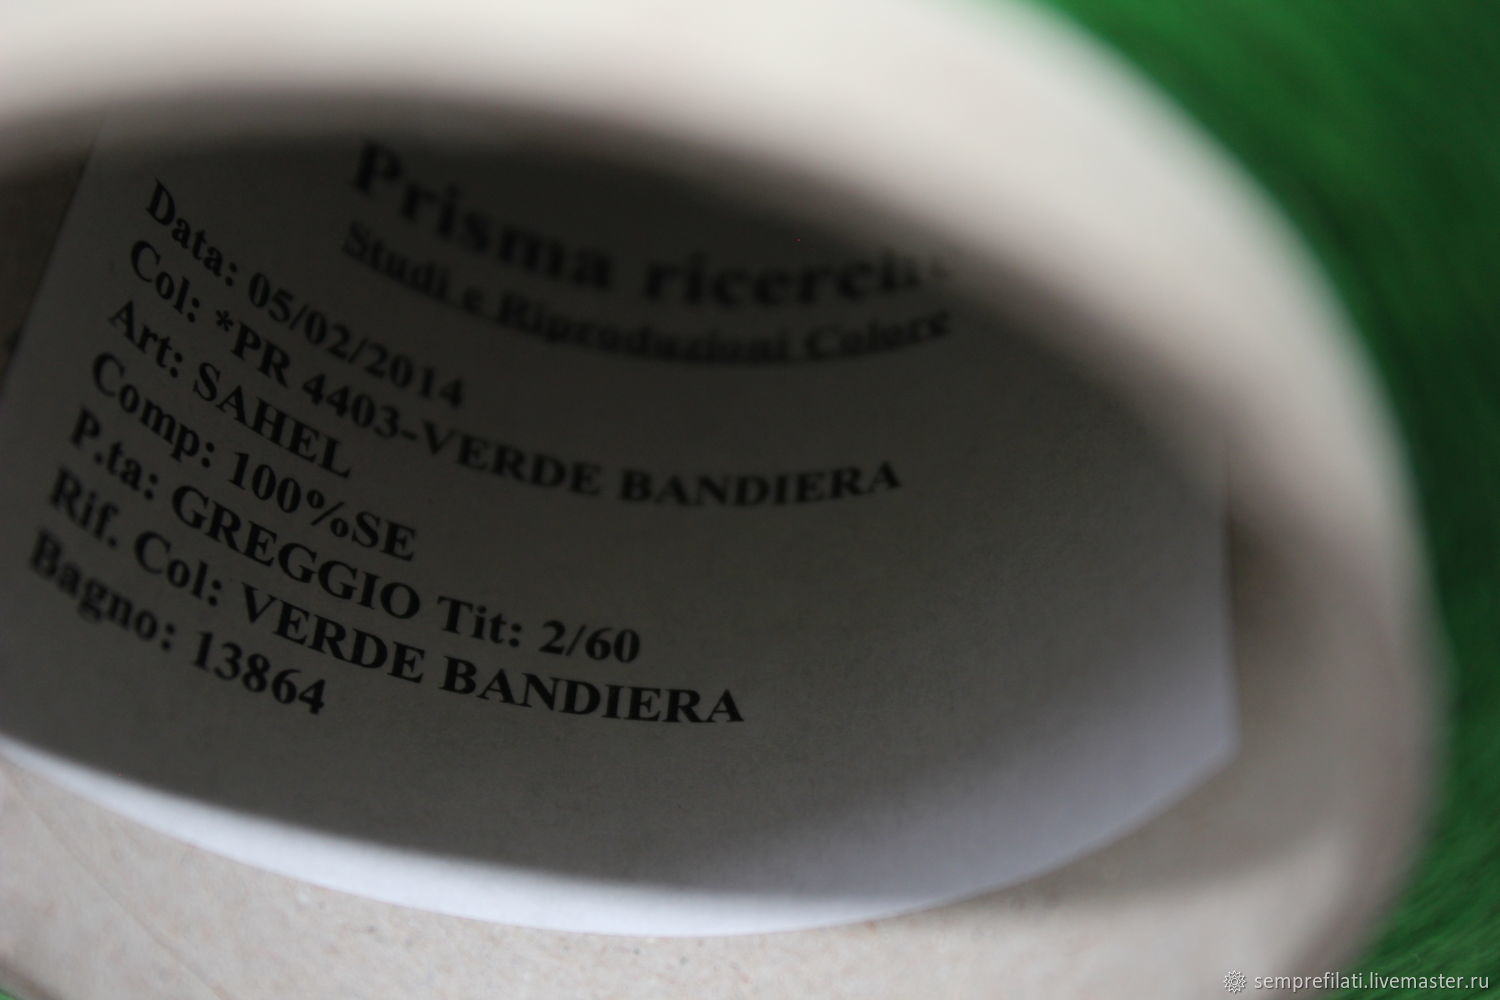 Prisma ricerche
Studi e Riproduzioni Colore
Data: 05/02/2014
Col: *PR 4403-VERDE BANDIERA
Art: SAHEL
Comp: 100%SE
P.ta: GREGGIO Tit: 2/60
Rif. Col: VERDE BANDIERA
Bagno: 13864
semprefilati.livemaster.ru